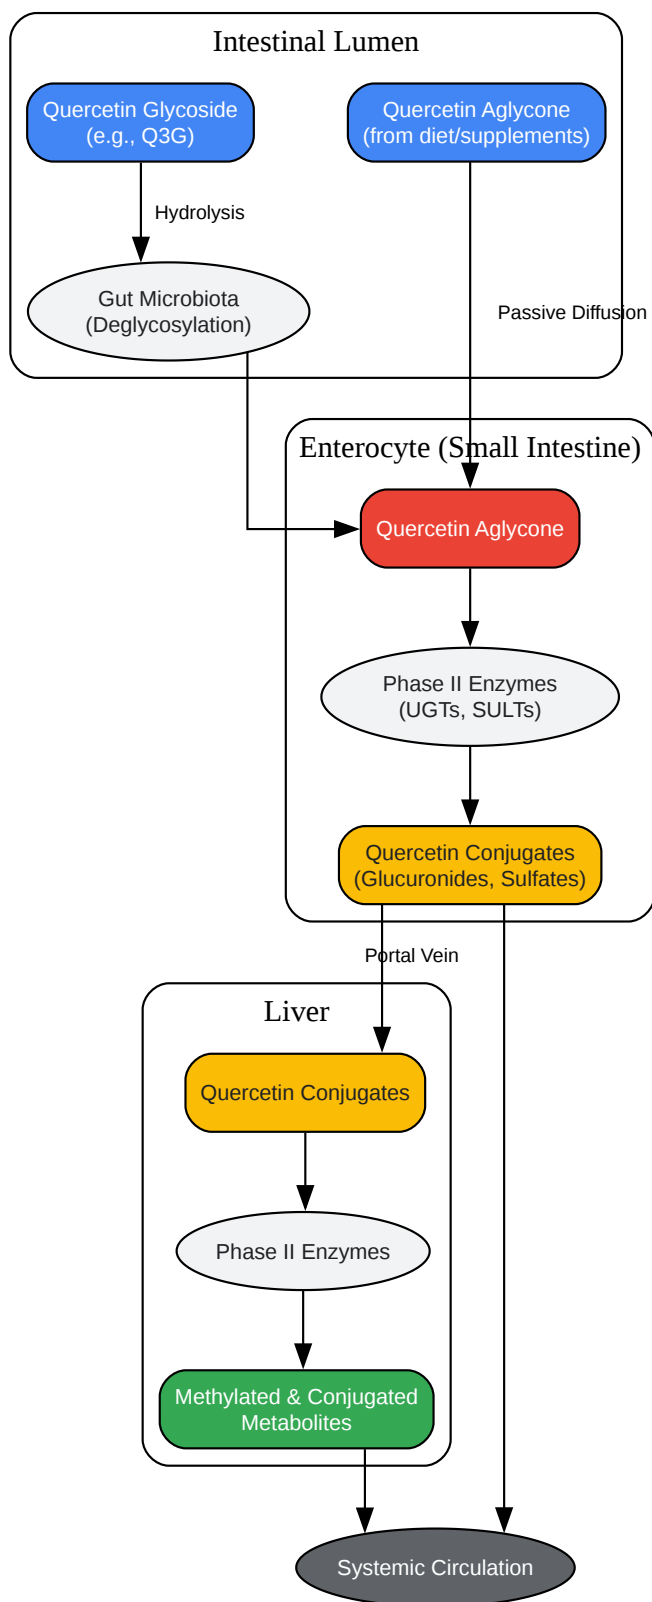 Intestinal Lumen
Quercetin Glycoside
(e.g., Q3G)
Quercetin Aglycone
(from diet/supplements)
Hydrolysis
Gut Microbiota
(Deglycosylation)
Passive Diffusion
Enterocyte (Small Intestine)
Quercetin Aglycone
Phase II Enzymes
(UGTs, SULTs)
Quercetin Conjugates
(Glucuronides, Sulfates)
Portal Vein
Liver
Quercetin Conjugates
Phase II Enzymes
Methylated & Conjugated
Metabolites
Systemic Circulation